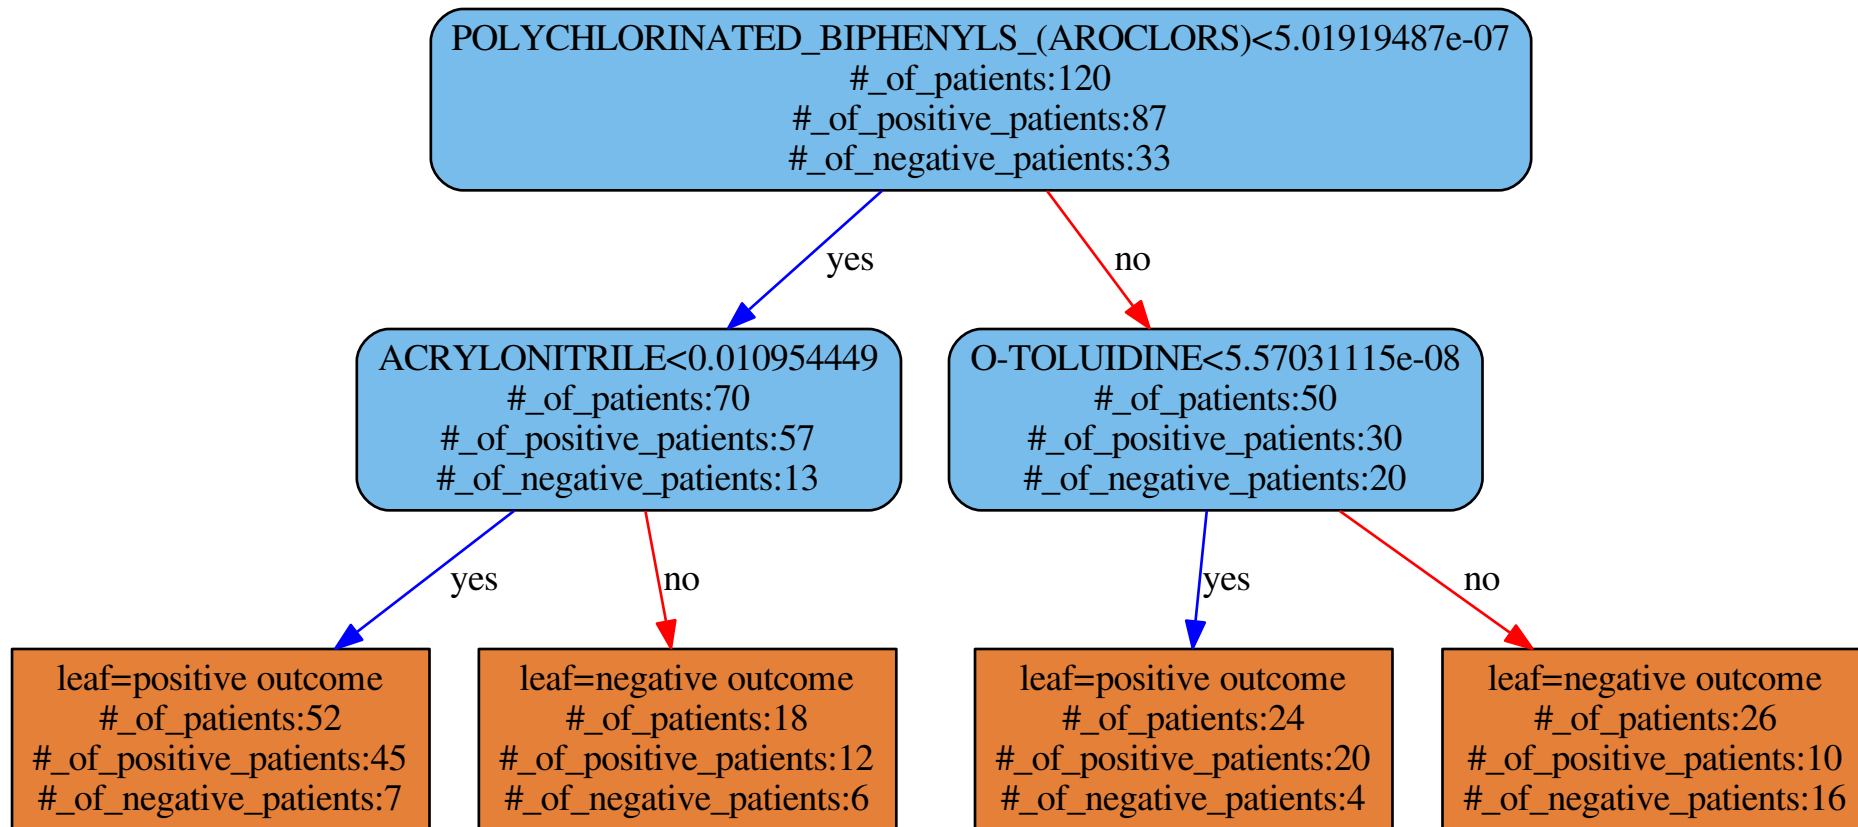 POLYCHLORINATED_BIPHENYLS_(AROCLORS)<5.01919487e-07
#_of_patients:120
#_of_positive_patients:87
#_of_negative_patients:33
yes
no
ACRYLONITRILE<0.010954449
#_of_patients:70
#_of_positive_patients:57
#_of_negative_patients:13
O-TOLUIDINE<5.57031115e-08
#_of_patients:50
#_of_positive_patients:30
#_of_negative_patients:20
yes
no
yes
no
leaf=positive outcome
#_of_patients:52
#_of_positive_patients:45
#_of_negative_patients:7
leaf=negative outcome
#_of_patients:18
#_of_positive_patients:12
#_of_negative_patients:6
leaf=positive outcome
#_of_patients:24
#_of_positive_patients:20
#_of_negative_patients:4
leaf=negative outcome
#_of_patients:26
#_of_positive_patients:10
#_of_negative_patients:16